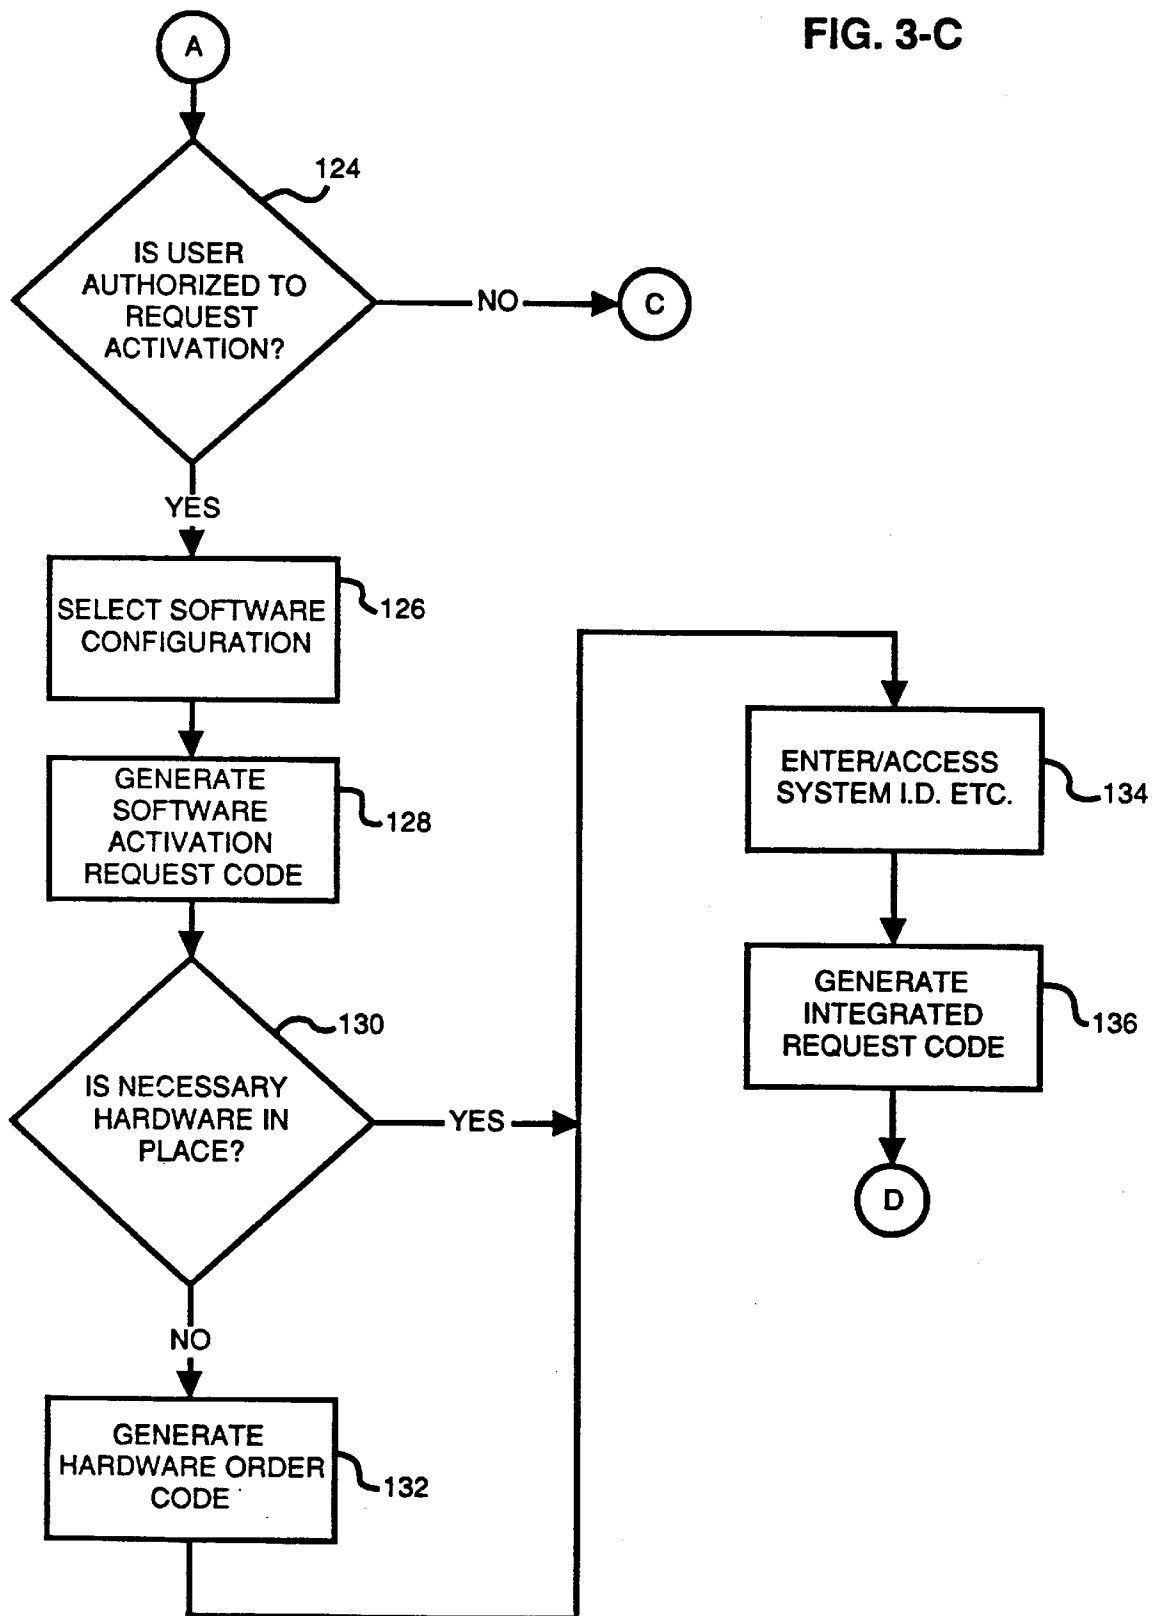 FIG. 3-C
A
124
IS USER
AUTHORIZED TO
REQUEST
ACTIVATION?
NO
C
YES
SELECT SOFTWARE
CONFIGURATION
126
GENERATE
SOFTWARE
ACTIVATION
REQUEST CODE
128
130
IS NECESSARY
HARDWARE IN
PLACE?
YES
NO
GENERATE
HARDWARE ORDER
CODE
132
ENTER/ACCESS
SYSTEM I.D. ETC.
134
GENERATE
INTEGRATED
REQUEST CODE
136
D